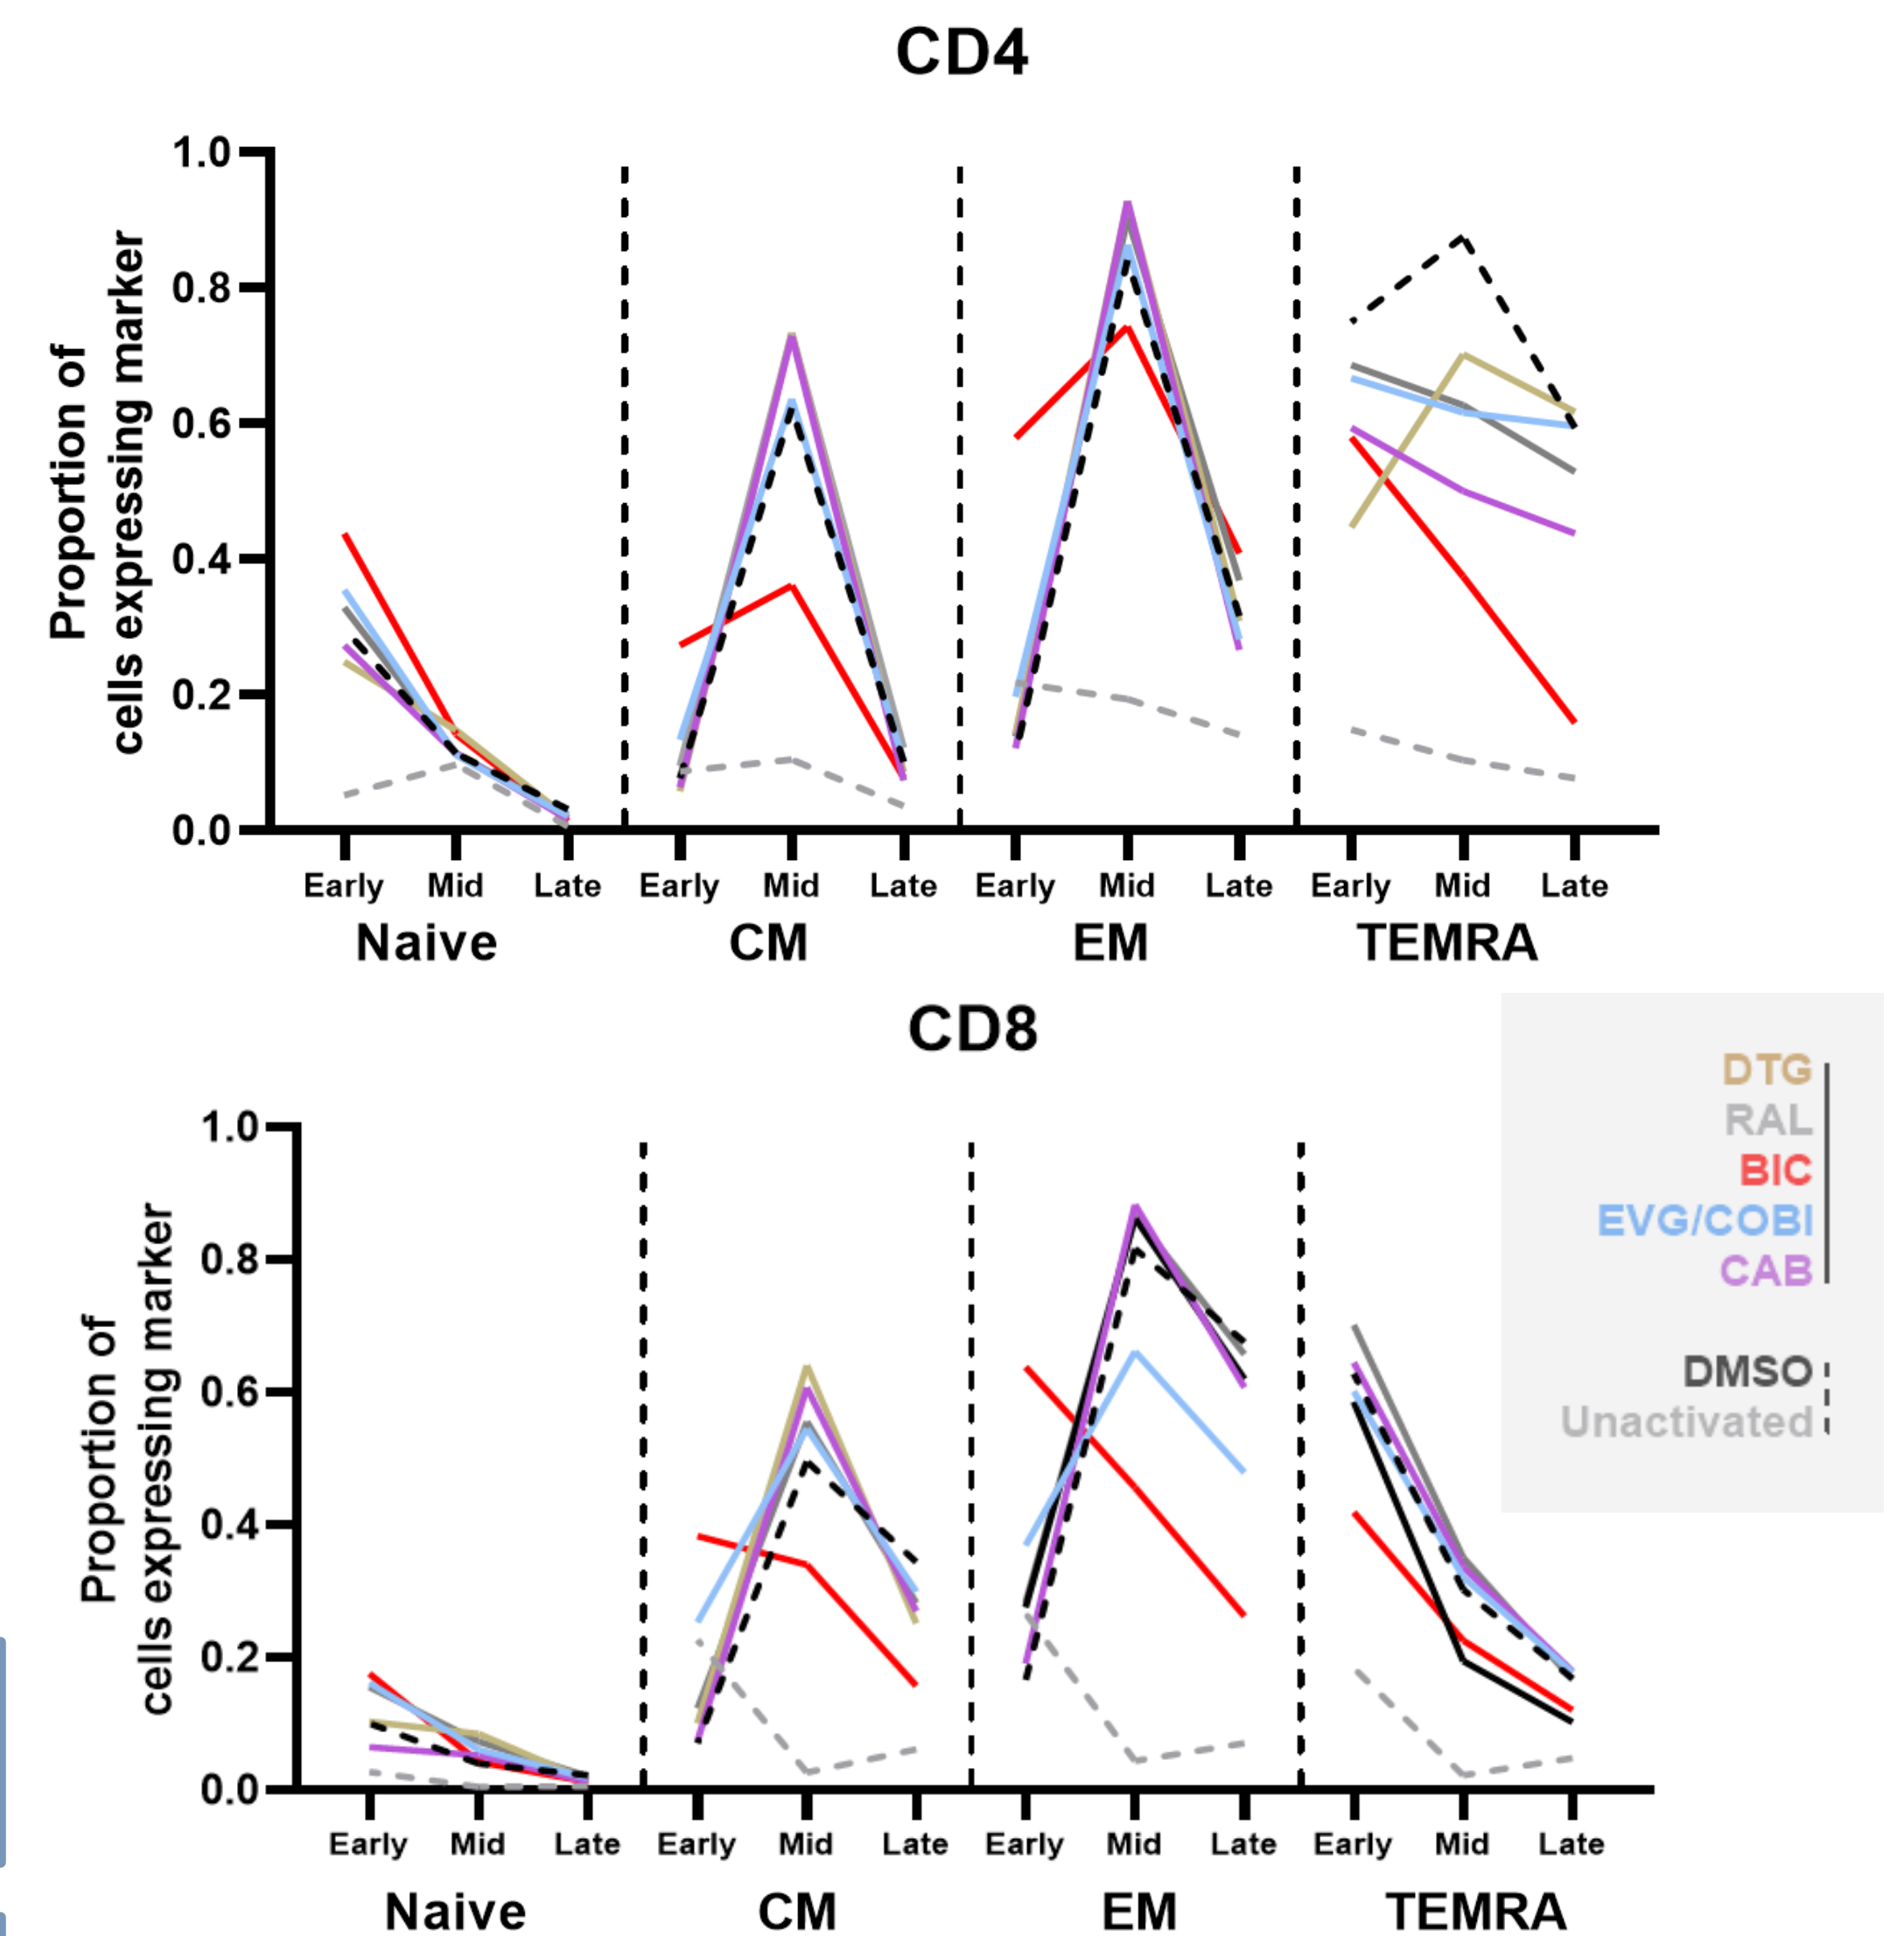 CD4
Proportion of
cells expressing marker
1.0
0.8
0.6
0.4
0.2
0.0
Early Mid Late Early Mid Late Early Mid Late Early Mid Late
Naive CM EM TEMRA
CD8
Proportion of
cells expressing marker
1.0
0.8
0.6
0.4
0.2
0.0
Early Mid Late Early Mid Late Early Mid Late Early Mid Late
Naive CM EM TEMRA
DTG
RAL
BIC
EVG/COBI
CAB
DMSO
Unactivated